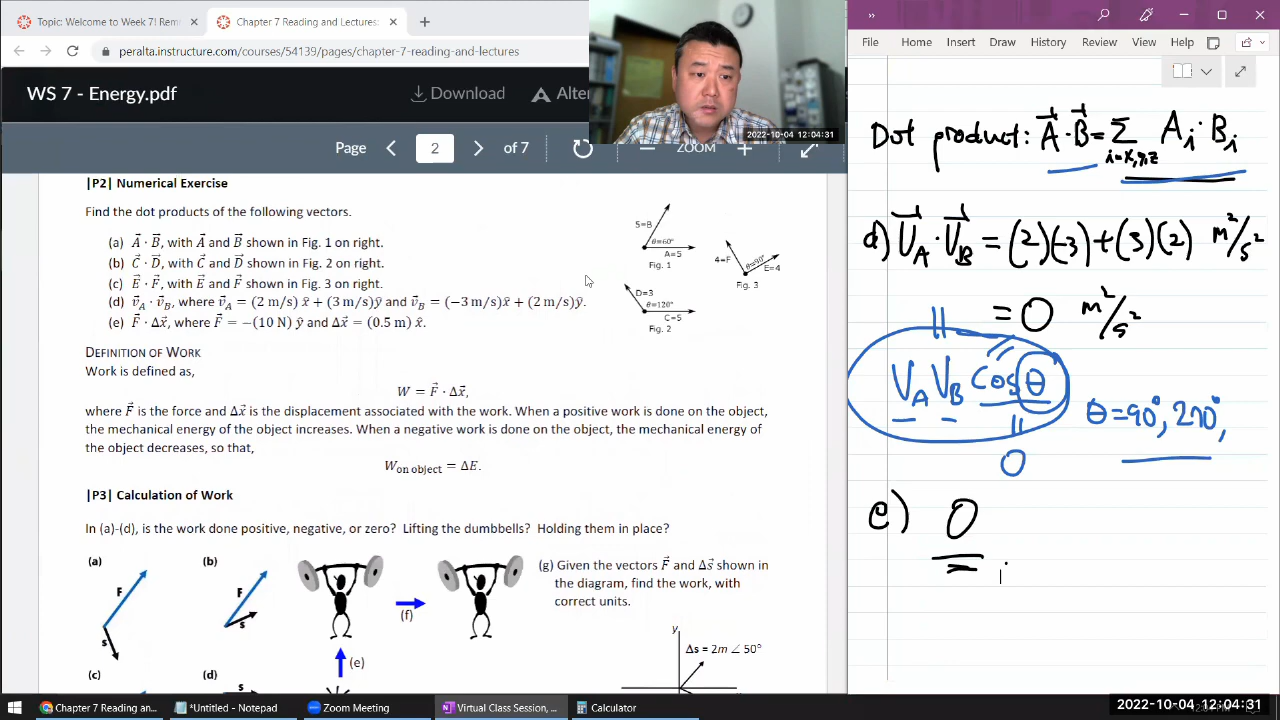 Topic: Welcome to Week 7! Remi
Chapter 7 Reading and Lectures:
peralta.instructure.com/courses/54139/pages/chapter-7-reading-and-lectures
WS 7 - Energy.pdf
Download
Alter
Page 2 of 7
ZOOM
2022-10-04 12:04:31
|P2| Numerical Exercise
Find the dot products of the following vectors.
(a) A⃗ · B⃗, with A⃗ and B⃗ shown in Fig. 1 on right.
(b) C⃗ · D⃗, with C⃗ and D⃗ shown in Fig. 2 on right.
(c) E⃗ · F⃗, with E⃗ and F⃗ shown in Fig. 3 on right.
(d) v⃗A · v⃗B, where v⃗A = (2 m/s) x̂ + (3 m/s)ŷ and v⃗B = (−3 m/s)x̂ + (2 m/s)ŷ.
(e) F⃗ · Δx⃗, where F⃗ = −(10 N) ŷ and Δx⃗ = (0.5 m) x̂.
5=B
θ=60°
A=5
Fig. 1
4=F
θ=90°
E=4
Fig. 3
D=3
θ=120°
C=5
Fig. 2
DEFINITION OF WORK
Work is defined as,
W = F⃗ · Δx⃗,
where F⃗ is the force and Δx⃗ is the displacement associated with the work. When a positive work is done on the object,
the mechanical energy of the object increases. When a negative work is done on the object, the mechanical energy of
the object decreases, so that,
Won object = ΔE.
|P3| Calculation of Work
In (a)-(d), is the work done positive, negative, or zero? Lifting the dumbbells? Holding them in place?
(a)
F
s
(b)
F
s
(f)
(e)
(c)
(d)
s
(g) Given the vectors F⃗ and Δs⃗ shown in
the diagram, find the work, with
correct units.
y
Δs = 2m ∠ 50°
File Home Insert Draw History Review View Help
Dot product: A⃗ · B⃗ = Σ i=x,y,z Ai · Bi
d) V⃗A · V⃗B = (2)(-3) + (3)(2) m²/s²
= 0 m²/s²
VA VB cos θ
θ = 90°, 270°,
0
e) 0
Chapter 7 Reading an...
*Untitled - Notepad
Zoom Meeting
Virtual Class Session, ...
Calculator
2022-10-04 12:04:31